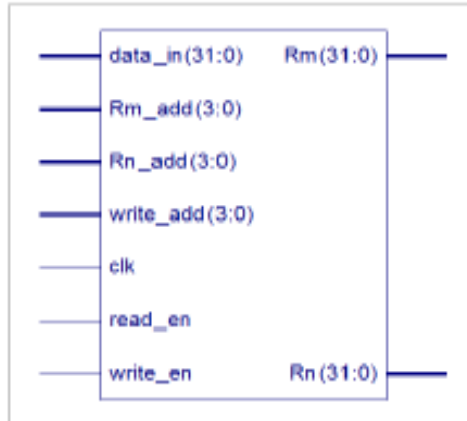 data_in(31:0) Rm(31:0)
Rm_add(3:0)
Rn_add(3:0)
write_add(3:0)
clk
read_en
write_en Rn(31:0)